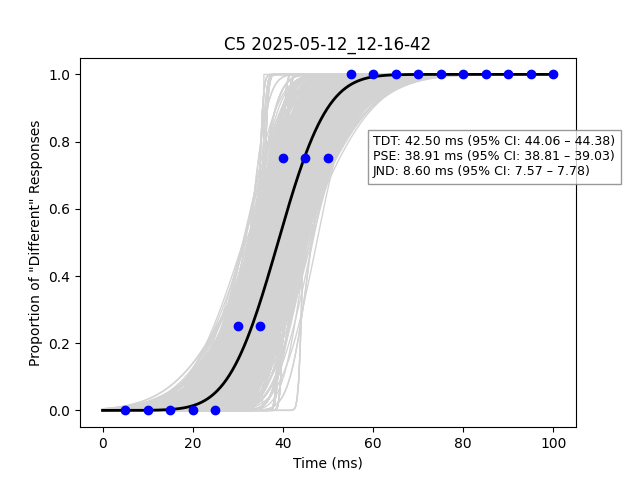 C5 2025-05-12_12-16-42
Proportion of "Different" Responses
1.0
0.8
0.6
0.4
0.2
0.0
TDT: 42.50 ms (95% CI: 44.06 – 44.38)
PSE: 38.91 ms (95% CI: 38.81 – 39.03)
JND: 8.60 ms (95% CI: 7.57 – 7.78)
0 20 40 60 80 100
Time (ms)